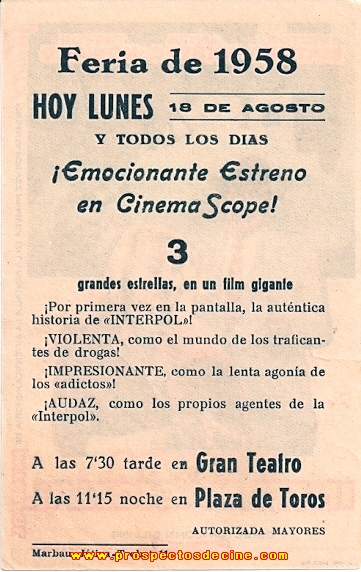 Feria de 1958
HOY LUNES 18 DE AGOSTO
Y TODOS LOS DIAS
¡Emocionante Estreno
en CinemaScope!
3
grandes estrellas, en un film gigante
¡Por primera vez en la pantalla, la auténtica
historia de «INTERPOL»!
¡VIOLENTA, como el mundo de los trafican-
tes de drogas!
¡IMPRESIONANTE, como la lenta agonía de
los «adictos»!
¡AUDAZ, como los propios agentes de la
«Interpol».
A las 7'30 tarde en Gran Teatro
A las 11'15 noche en Plaza de Toros
AUTORIZADA MAYORES
www.prospectosdecine.com